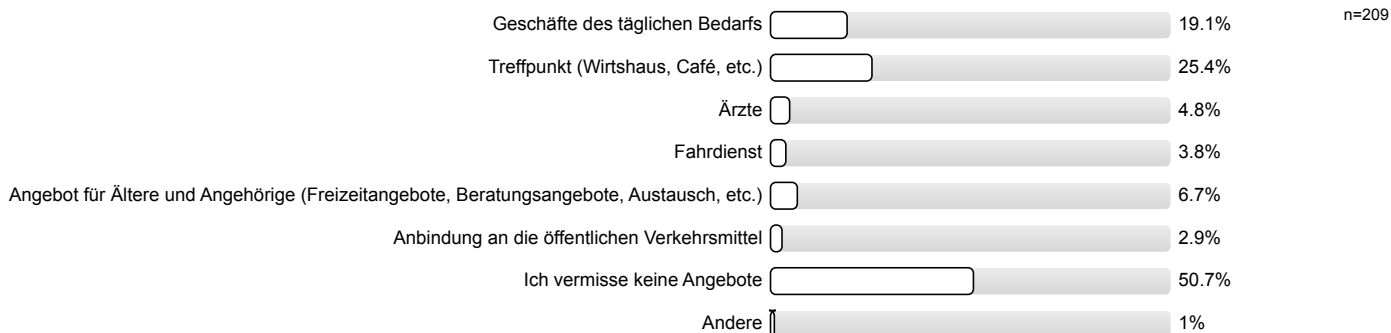 Geschäfte des täglichen Bedarfs 19.1% n=209
Treffpunkt (Wirtshaus, Café, etc.) 25.4%
Ärzte 4.8%
Fahrdienst 3.8%
Angebot für Ältere und Angehörige (Freizeitangebote, Beratungsangebote, Austausch, etc.) 6.7%
Anbindung an die öffentlichen Verkehrsmittel 2.9%
Ich vermisse keine Angebote 50.7%
Andere 1%